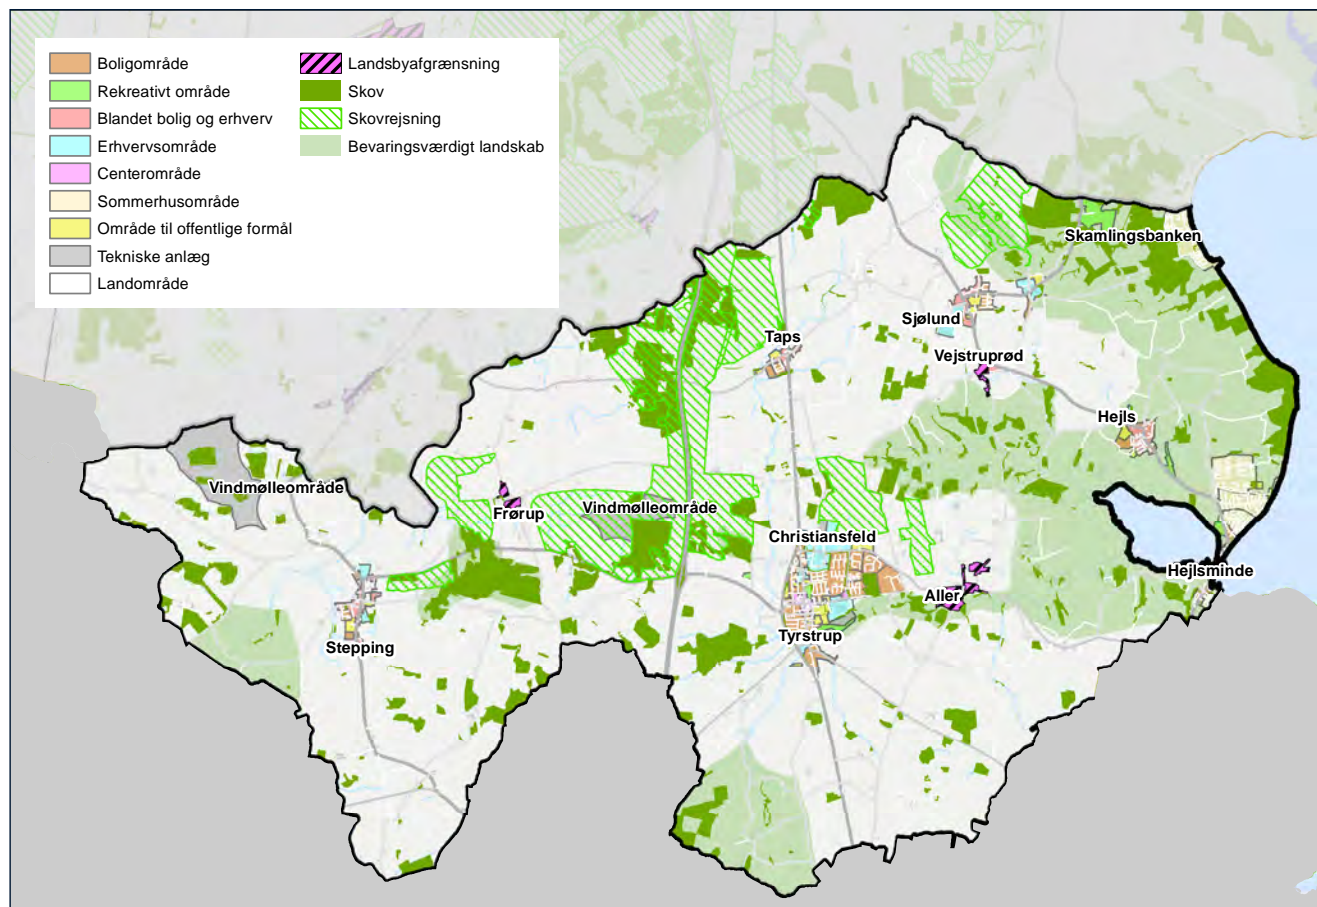 Boligområde
Rekreativt område
Blandet bolig og erhverv
Erhvervsområde
Centerområde
Sommerhusområde
Område til offentlige formål
Tekniske anlæg
Landområde
Landsbyafgrænsning
Skov
Skovrejsning
Bevaringsværdigt landskab
Skamlingsbanken
Sjølund
Taps
Vejstruprød
Hejls
Vindmølleområde
Frørup
Vindmølleområde
Christiansfeld
Hejlsminde
Aller
Tyrstrup
Stepping